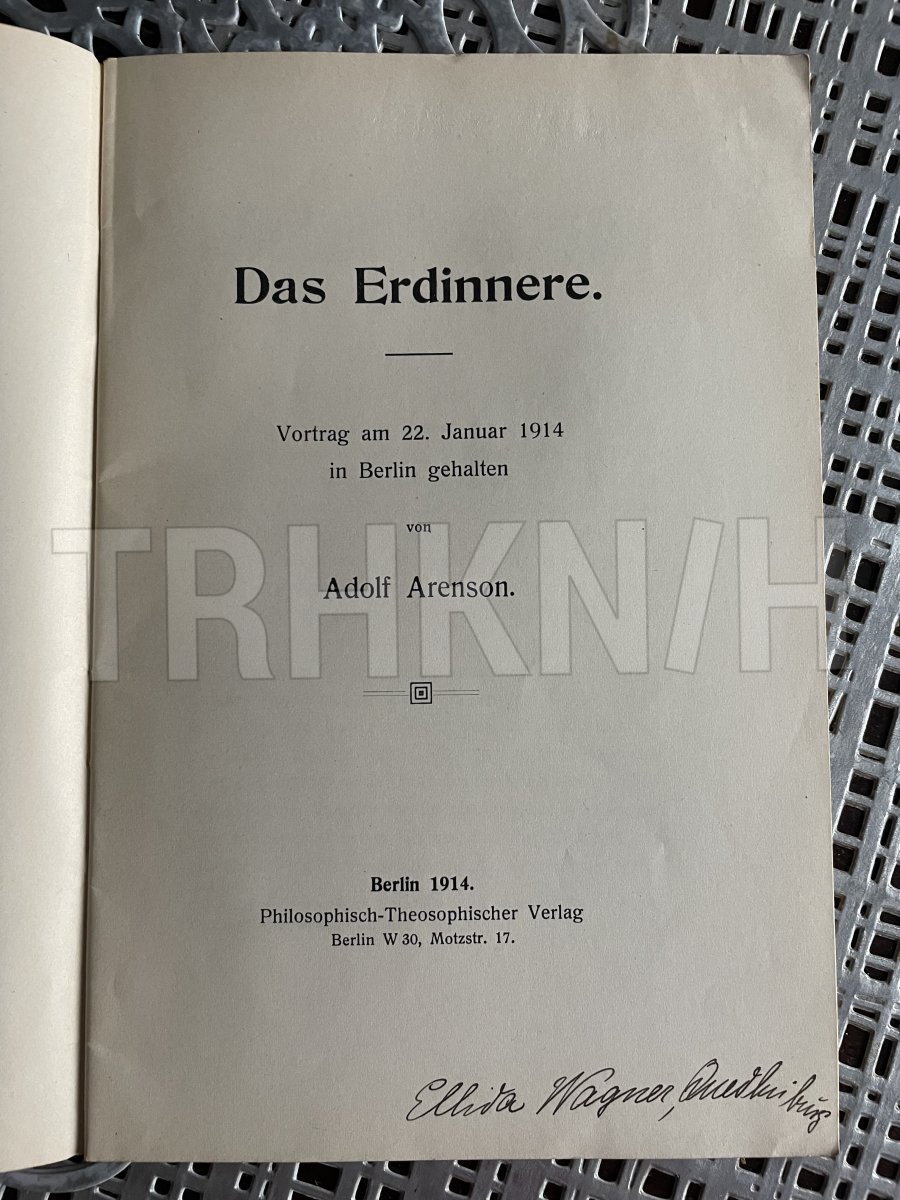 Das Erdinnere.
Vortrag am 22. Januar 1914
in Berlin gehalten
von
TRHKN/H
Adolf Arenson.
Berlin 1914.
Philosophisch-Theosophischer Verlag
Berlin W 30, Motzstr. 17.
Ellida Wagner,